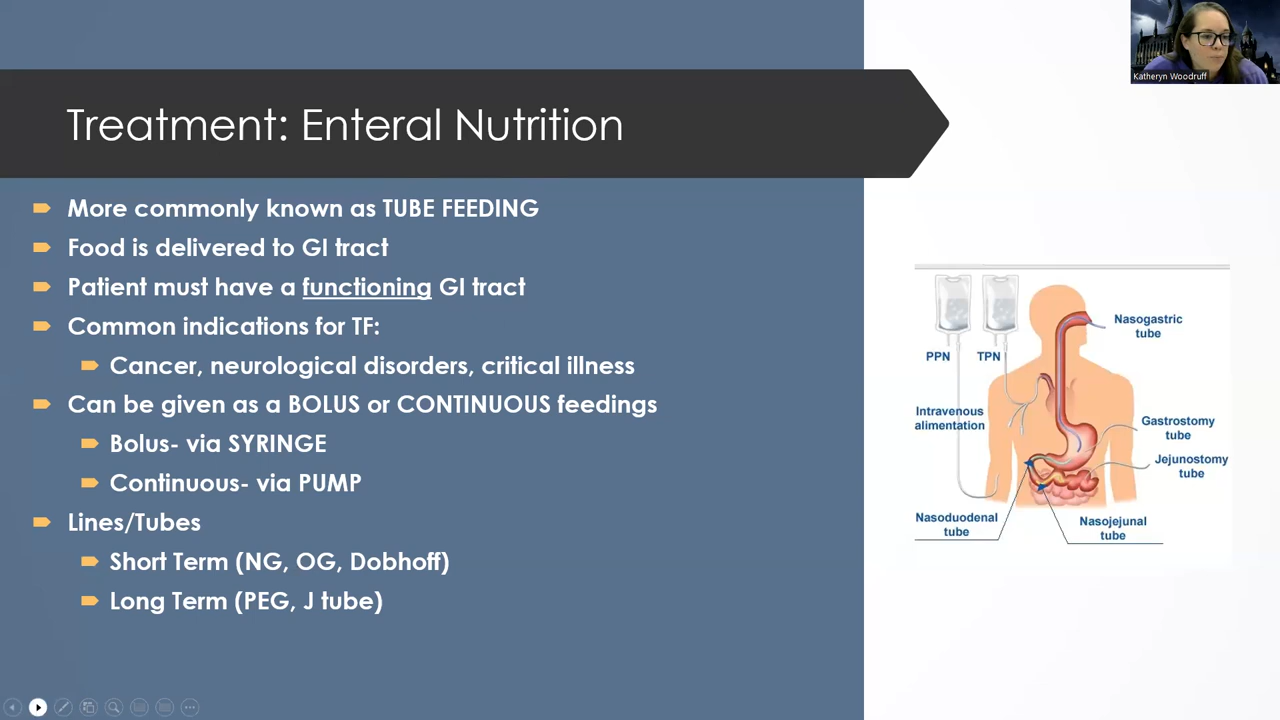 Treatment: Enteral Nutrition
More commonly known as TUBE FEEDING
Food is delivered to GI tract
Patient must have a functioning GI tract
Common indications for TF:
Cancer, neurological disorders, critical illness
Can be given as a BOLUS or CONTINUOUS feedings
Bolus- via SYRINGE
Continuous- via PUMP
Lines/Tubes
Short Term (NG, OG, Dobhoff)
Long Term (PEG, J tube)
Katheryn Woodruff
Nasogastric
tube
PPN
TPN
Intravenous
alimentation
Gastrostomy
tube
Jejunostomy
tube
Nasoduodenal
tube
Nasojejunal
tube